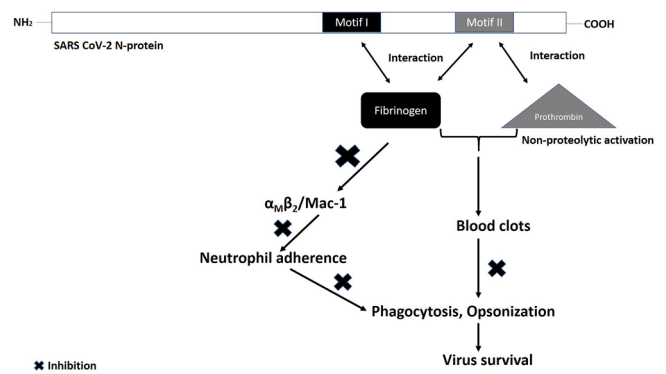 NH₂
Motif I
Motif II
COOH
SARS CoV-2 N-protein
Interaction
Interaction
Fibrinogen
Prothrombin
Non-proteolytic activation
αMβ₂/Mac-1
Blood clots
Neutrophil adherence
Phagocytosis, Opsonization
Virus survival
Inhibition